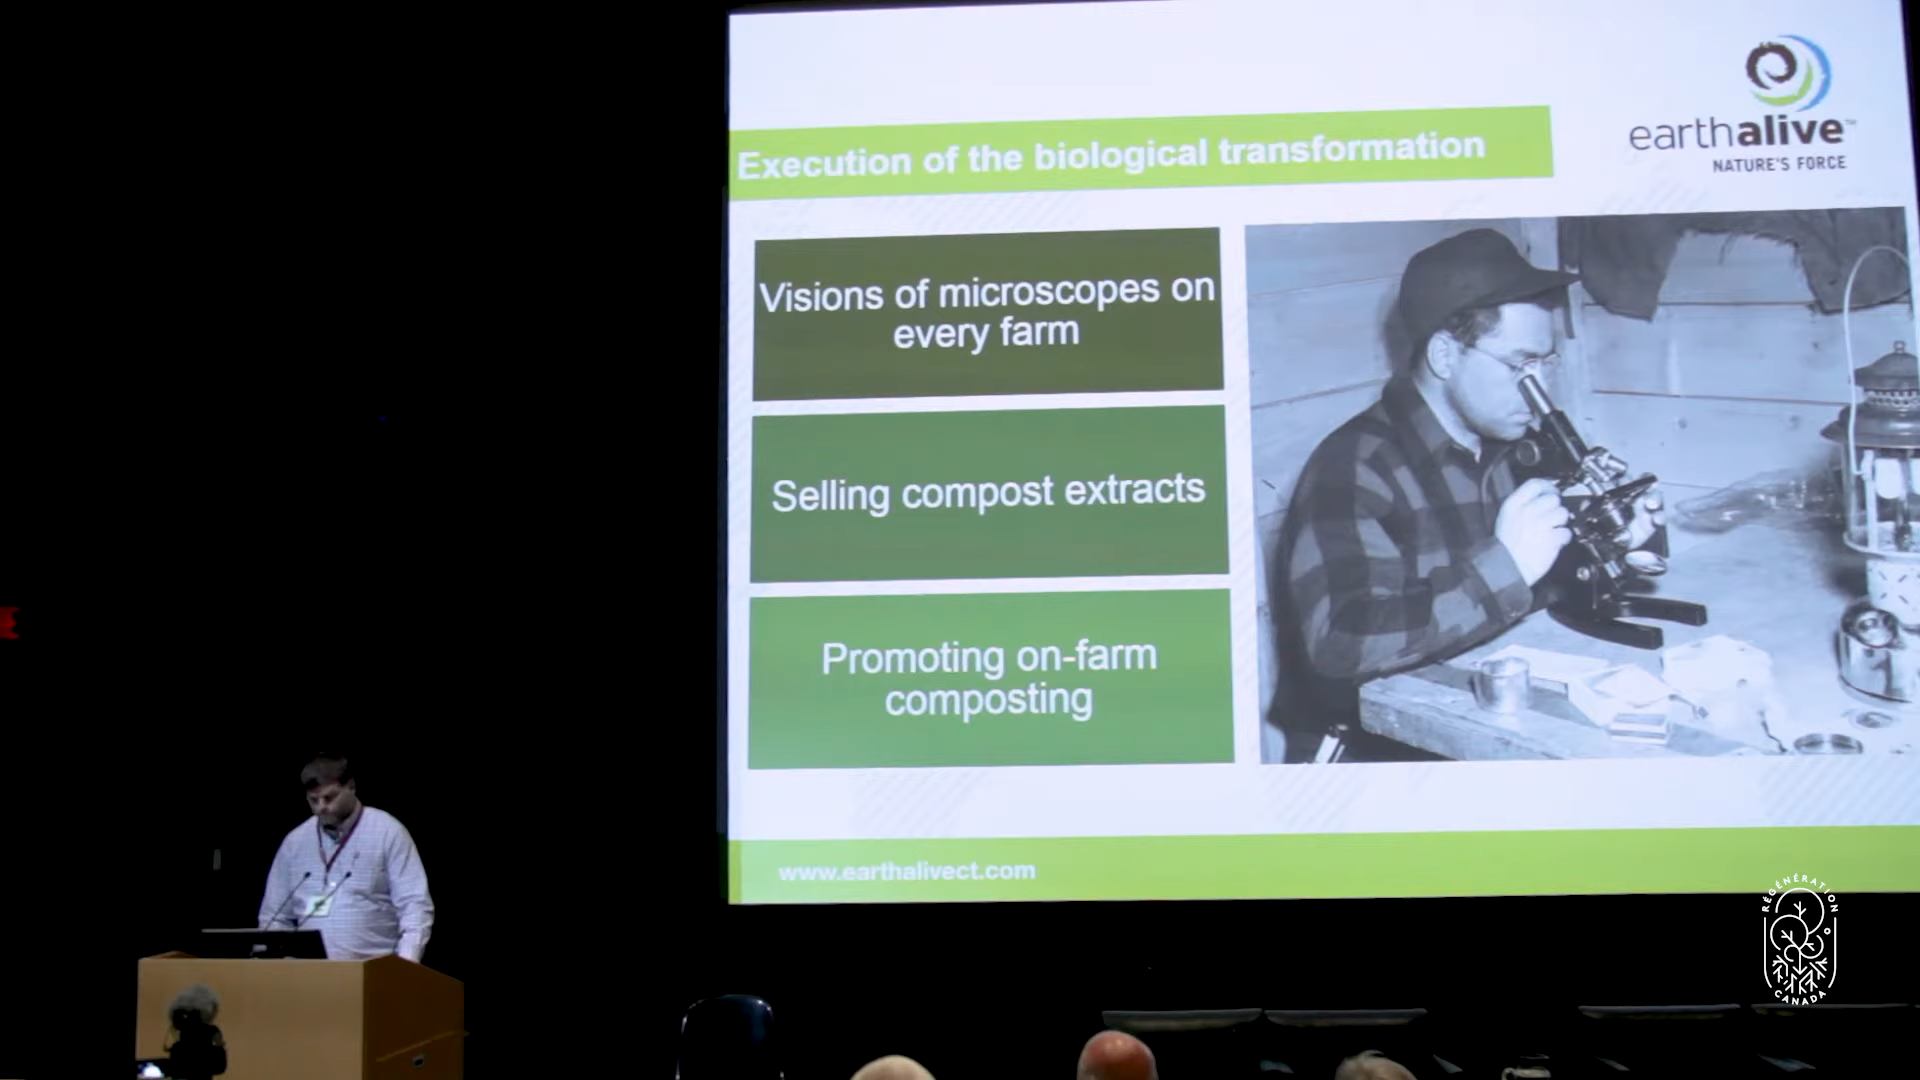 earthalive™
NATURE'S FORCE
Execution of the biological transformation
Visions of microscopes on
every farm
Selling compost extracts
Promoting on-farm
composting
www.earthalivect.com
RÉGÉNÉRATION
CANADA